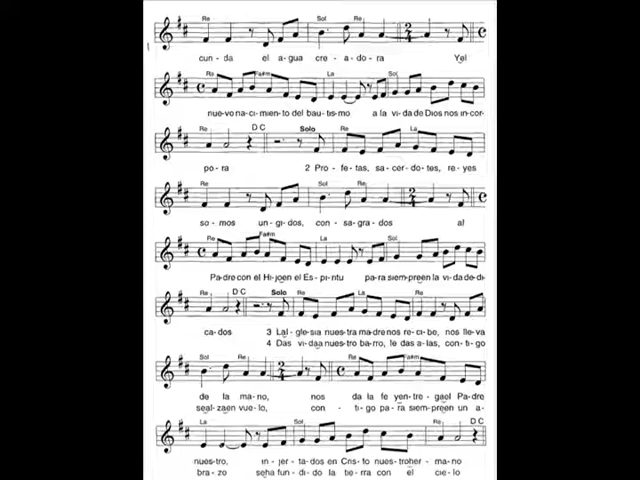 Re Sol Re
cun - da el a-gua cre - a-do-ra Yel
Re Fa#m La Sol
nue-vo na-ci-mien-to del bau-tis-mo a la vi-da de Dios nos in-cor-
Re D C Solo Re La
po-ra 2 Pro-fe-tas, sa-cer-do-tes, re-yes
Re Sol Re
so-mos un-gi-dos, con-sa-gra-dos al
Re Fa#m La Sol
Pa-dre con el Hi-jo en el Es-pí-ri-tu pa-ra siem-pre en la vi-da de-di-
Re D C Solo Re La
ca-dos 3 La I-gle-sia nues-tra ma-dre nos re-ci-be, nos lle-va
4 Das vi-da a nues-tro ba-rro, le das a-las, con-ti-go
Sol Re Re Fa#m
de la ma-no, nos da la fe y en-tre-ga el Pa-dre
se al-za en vue-lo, con - ti-go pa-ra siem-pre en un a-
La Sol Re D C
nues-tro, in-jer-ta-dos en Cris-to nues-tro her - ma-no
bra-zo se ha fun-di-do la tie-rra con el cie-lo